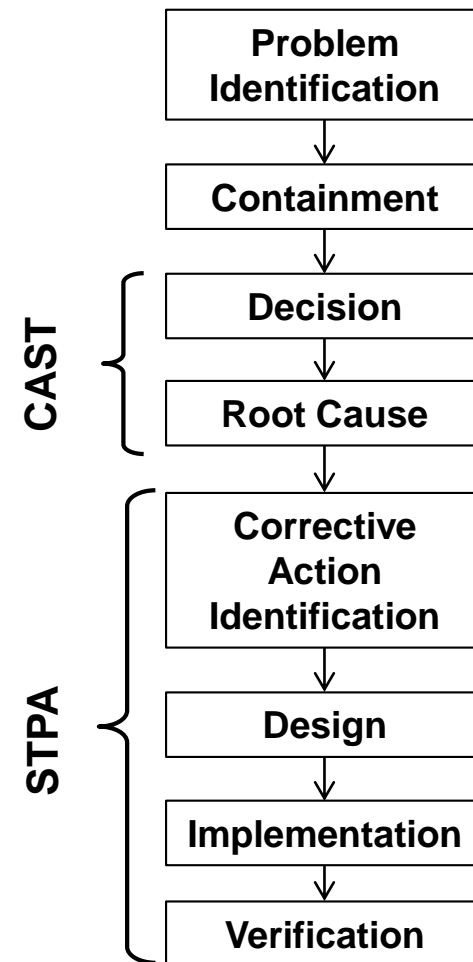 Problem
Identification
Containment
CAST
Decision
Root Cause
STPA
Corrective
Action
Identification
Design
Implementation
Verification